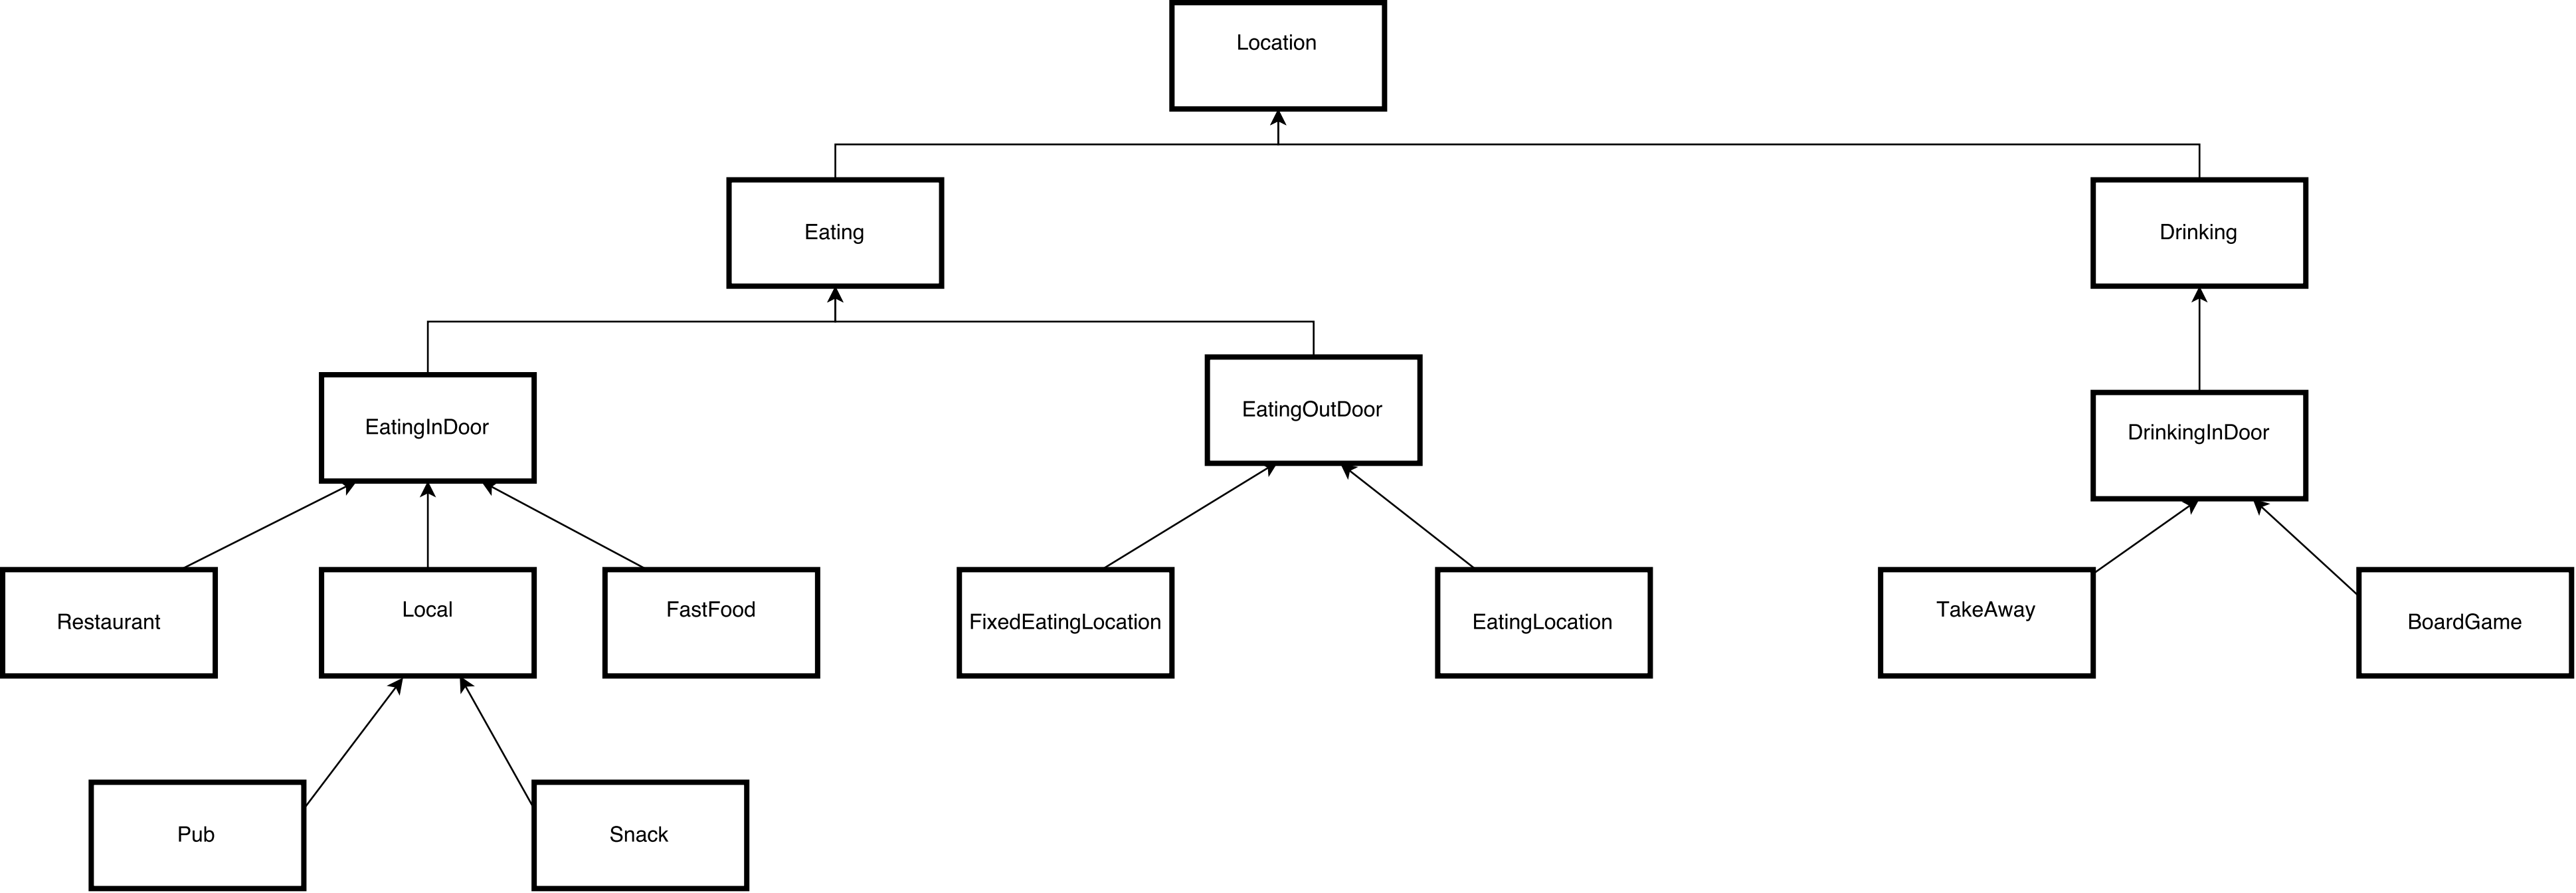 Location
Eating
Drinking
EatingInDoor
EatingOutDoor
DrinkingInDoor
Restaurant
Local
FastFood
FixedEatingLocation
EatingLocation
TakeAway
BoardGame
Pub
Snack